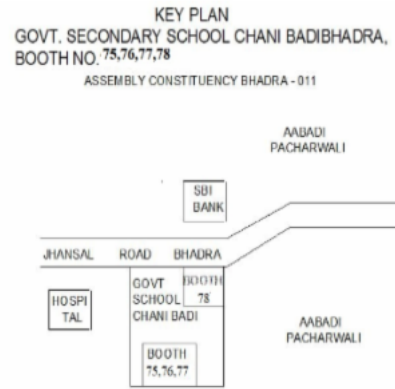 KEY PLAN
GOVT. SECONDARY SCHOOL CHANI BADIBHADRA,
BOOTH NO. 75,76,77,78
ASSEMBLY CONSTITUENCY BHADRA - 011
AABADI
PACHARWALI
SBI
BANK
JHANSAL ROAD BHADRA
GOVT
SCHOOL
CHANI BADI
BOOTH
78
HOSPI
TAL
AABADI
PACHARWALI
BOOTH
75,76,77